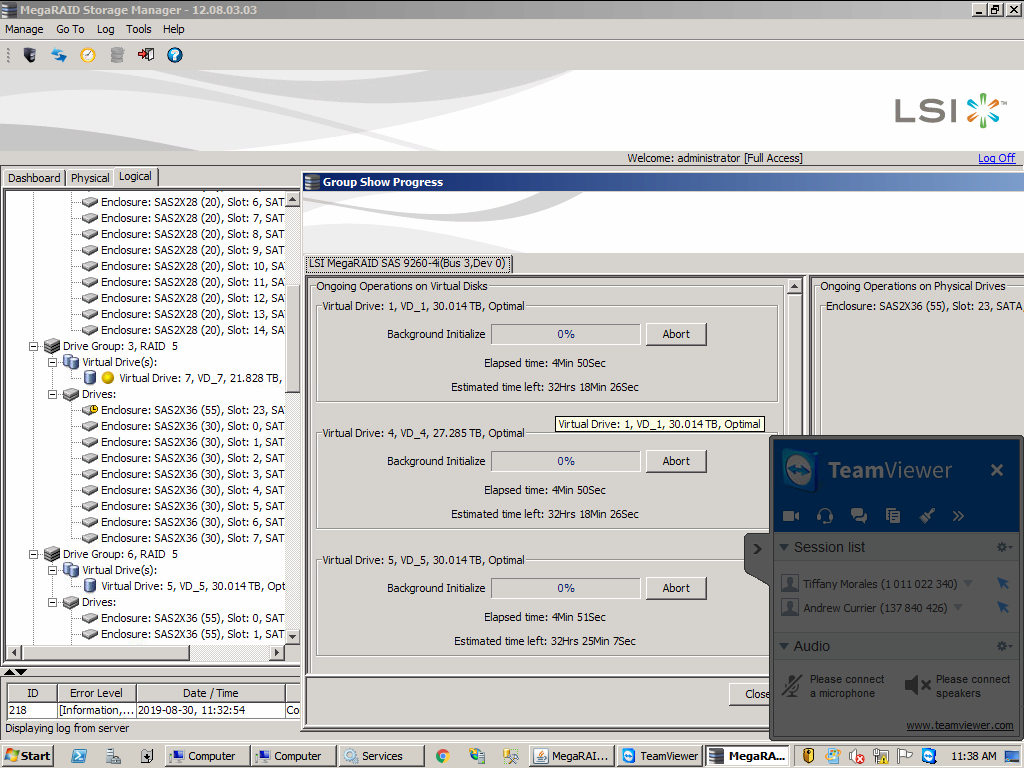 MegaRAID Storage Manager - 12.08.03.03
Manage Go To Log Tools Help
LSI
Welcome: administrator [Full Access]
Log Off
Dashboard Physical Logical
Enclosure: SAS2X28 (20), Slot: 6, SAT
Enclosure: SAS2X28 (20), Slot: 7, SAT
Enclosure: SAS2X28 (20), Slot: 8, SAT
Enclosure: SAS2X28 (20), Slot: 9, SAT
Enclosure: SAS2X28 (20), Slot: 10, SAT
Enclosure: SAS2X28 (20), Slot: 11, SAT
Enclosure: SAS2X28 (20), Slot: 12, SAT
Enclosure: SAS2X28 (20), Slot: 13, SAT
Enclosure: SAS2X28 (20), Slot: 14, SAT
Drive Group: 3, RAID 5
Virtual Drive(s):
Virtual Drive: 7, VD_7, 21.828 TB,
Drives:
Enclosure: SAS2X36 (55), Slot: 23, SA
Enclosure: SAS2X36 (30), Slot: 0, SAT
Enclosure: SAS2X36 (30), Slot: 1, SAT
Enclosure: SAS2X36 (30), Slot: 2, SAT
Enclosure: SAS2X36 (30), Slot: 3, SAT
Enclosure: SAS2X36 (30), Slot: 4, SAT
Enclosure: SAS2X36 (30), Slot: 5, SAT
Enclosure: SAS2X36 (30), Slot: 6, SAT
Enclosure: SAS2X36 (30), Slot: 7, SAT
Drive Group: 6, RAID 5
Virtual Drive(s):
Virtual Drive: 5, VD_5, 30.014 TB, Opt
Drives:
Enclosure: SAS2X36 (55), Slot: 0, SAT
Enclosure: SAS2X36 (55), Slot: 1, SAT
Group Show Progress
LSI MegaRAID SAS 9260-4i(Bus 3,Dev 0)
Ongoing Operations on Virtual Disks
Virtual Drive: 1, VD_1, 30.014 TB, Optimal
Background Initialize 0% Abort
Elapsed time: 4Min 50Sec
Estimated time left: 32Hrs 18Min 26Sec
Virtual Drive: 1, VD_1, 30.014 TB, Optimal
Virtual Drive: 4, VD_4, 27.285 TB, Optimal
Background Initialize 0% Abort
Elapsed time: 4Min 50Sec
Estimated time left: 32Hrs 18Min 26Sec
Virtual Drive: 5, VD_5, 30.014 TB, Optimal
Background Initialize 0% Abort
Elapsed time: 4Min 51Sec
Estimated time left: 32Hrs 25Min 7Sec
Close
Ongoing Operations on Physical Drives
Enclosure: SAS2X36 (55), Slot: 23, SATA,
TeamViewer
Session list
Tiffany Morales (1 011 022 340)
Andrew Currier (137 840 426)
Audio
Please connect a microphone
Please connect speakers
www.teamviewer.com
ID Error Level Date / Time
218 [Information,... 2019-08-30, 11:32:54 Co
Displaying log from server
Start Computer Computer Services MegaRAI... TeamViewer MegaRA... 11:38 AM